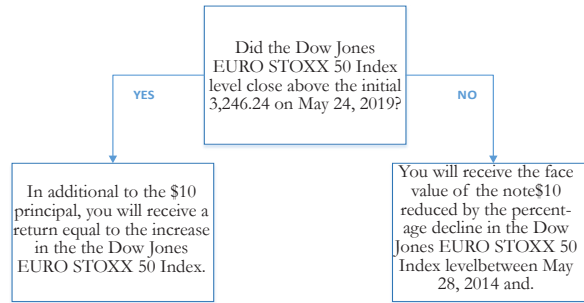 Did the Dow Jones
EURO STOXX 50 Index
level close above the initial
3,246.24 on May 24, 2019?
YES
NO
In additional to the $10
principal, you will receive a
return equal to the increase
in the the Dow Jones
EURO STOXX 50 Index.
You will receive the face
value of the note$10
reduced by the percent-
age decline in the Dow
Jones EURO STOXX 50
Index levelbetween May
28, 2014 and.